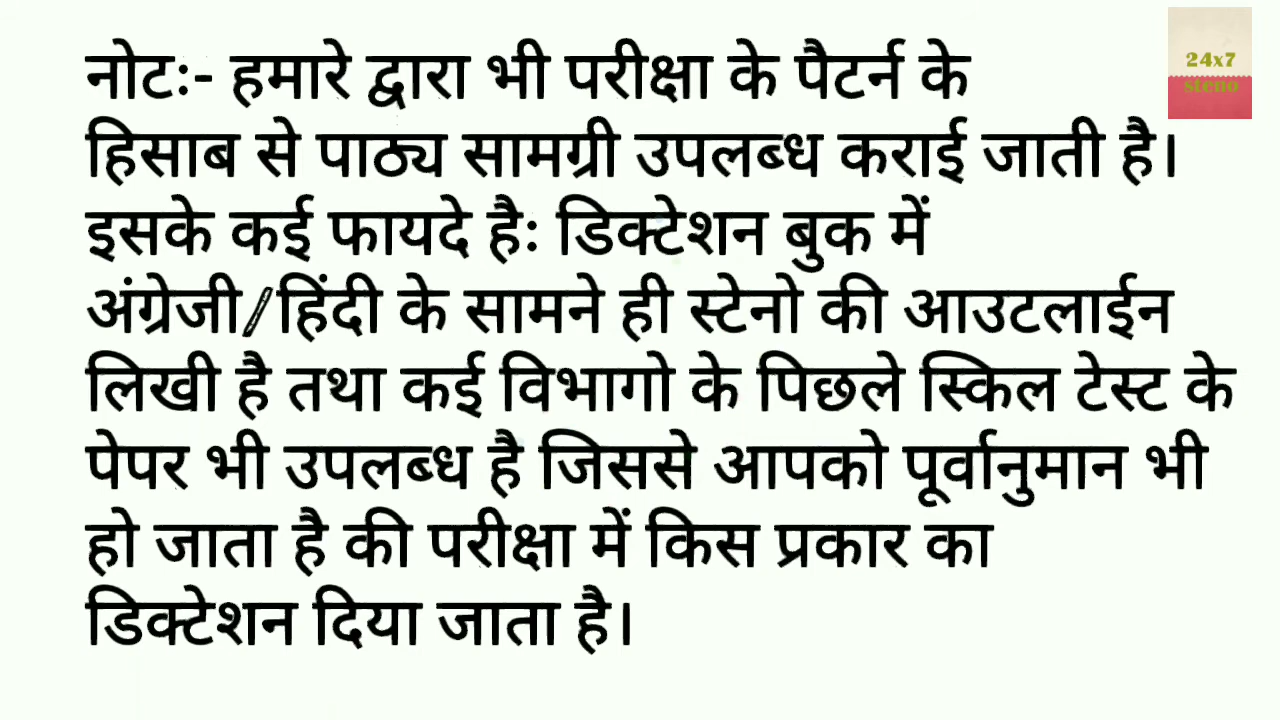 नोटः- हमारे द्वारा भी परीक्षा के पैटर्न के
हिसाब से पाठ्य सामग्री उपलब्ध कराई जाती है।
इसके कई फायदे हैः डिक्टेशन बुक में
अंग्रेजी/हिंदी के सामने ही स्टेनो की आउटलाईन
लिखी है तथा कई विभागो के पिछले स्किल टेस्ट के
पेपर भी उपलब्ध है जिससे आपको पूर्वानुमान भी
हो जाता है की परीक्षा में किस प्रकार का
डिक्टेशन दिया जाता है।
24x7
steno